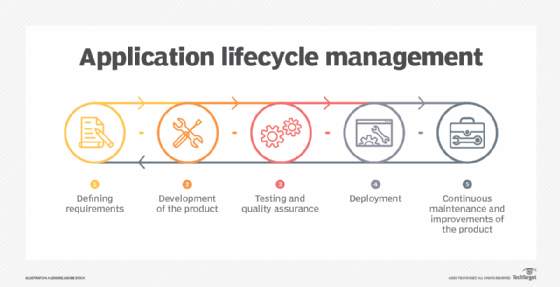 Application lifecycle management
1
Defining
requirements
2
Development
of the product
3
Testing and
quality assurance
4
Deployment
5
Continuous
maintenance and
improvements of
the product
TechTarget